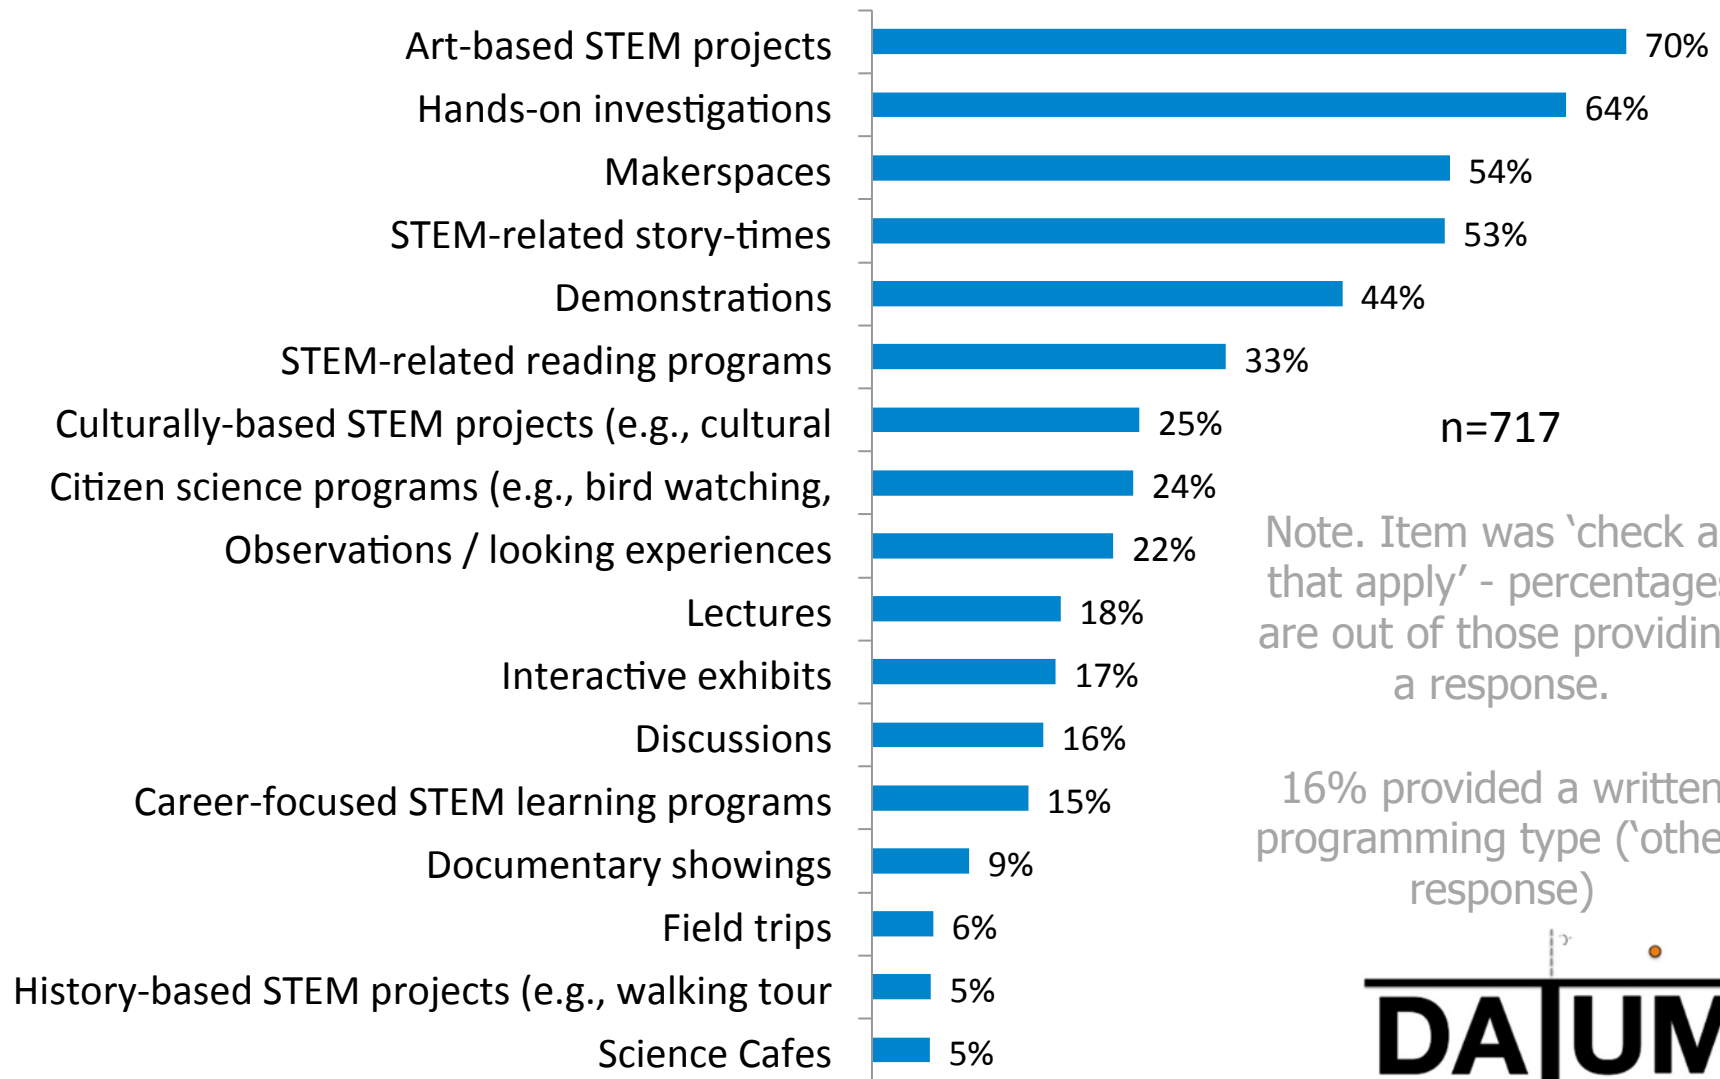 Art-based STEM projects 70%
Hands-on investigations 64%
Makerspaces 54%
STEM-related story-times 53%
Demonstrations 44%
STEM-related reading programs 33%
Culturally-based STEM projects (e.g., cultural 25%
Citizen science programs (e.g., bird watching, 24%
Observations / looking experiences 22%
Lectures 18%
Interactive exhibits 17%
Discussions 16%
Career-focused STEM learning programs 15%
Documentary showings 9%
Field trips 6%
History-based STEM projects (e.g., walking tour 5%
Science Cafes 5%
n=717
Note. Item was ‘check a
that apply’ - percentages
are out of those providin
a response.
16% provided a written
programming type (‘othe
response)
DATUM